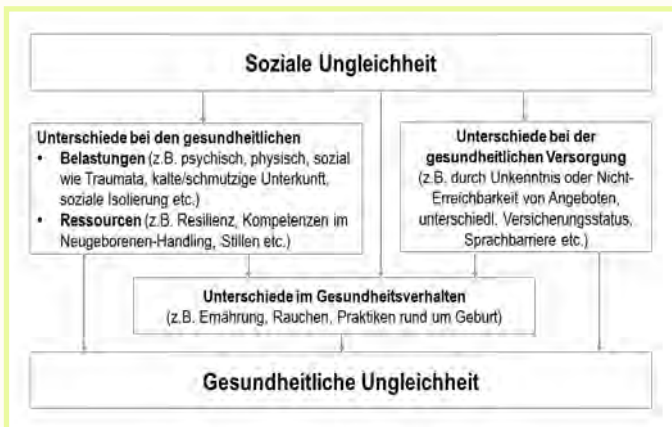 Soziale Ungleichheit
Unterschiede bei den gesundheitlichen
• Belastungen (z.B. psychisch, physisch, sozial
wie Traumata, kalte/schmutzige Unterkunft,
soziale Isolierung etc.)
• Ressourcen (z.B. Resilienz, Kompetenzen im
Neugeborenen-Handling, Stillen etc.)
Unterschiede bei der
gesundheitlichen Versorgung
(z.B. durch Unkenntnis oder Nicht-
Erreichbarkeit von Angeboten,
unterschiedl. Versicherungsstatus,
Sprachbarriere etc.)
Unterschiede im Gesundheitsverhalten
(z.B. Ernährung, Rauchen, Praktiken rund um Geburt)
Gesundheitliche Ungleichheit